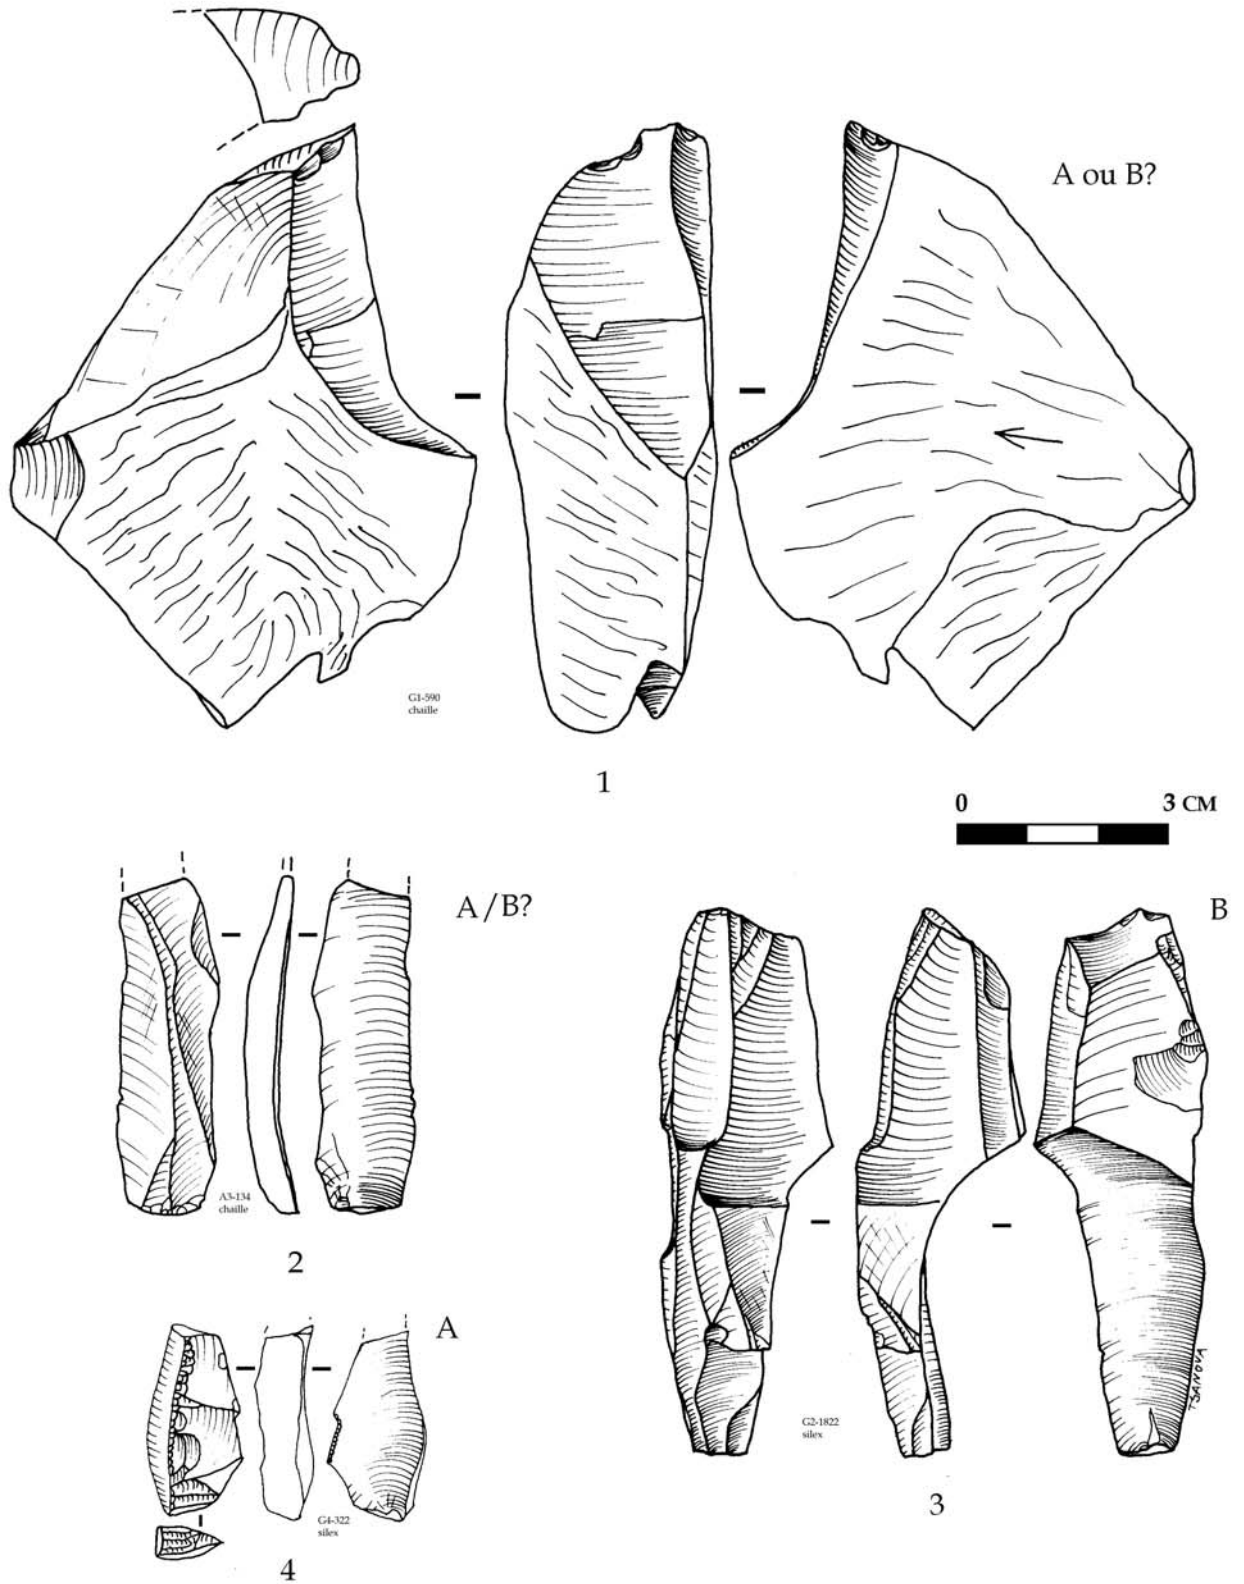 A ou B?
G1-590
chaille
1
0 3 CM
A/B?
A3-134
chaille
2
B
TSANOVA
G2-1822
silex
3
A
G4-322
silex
4